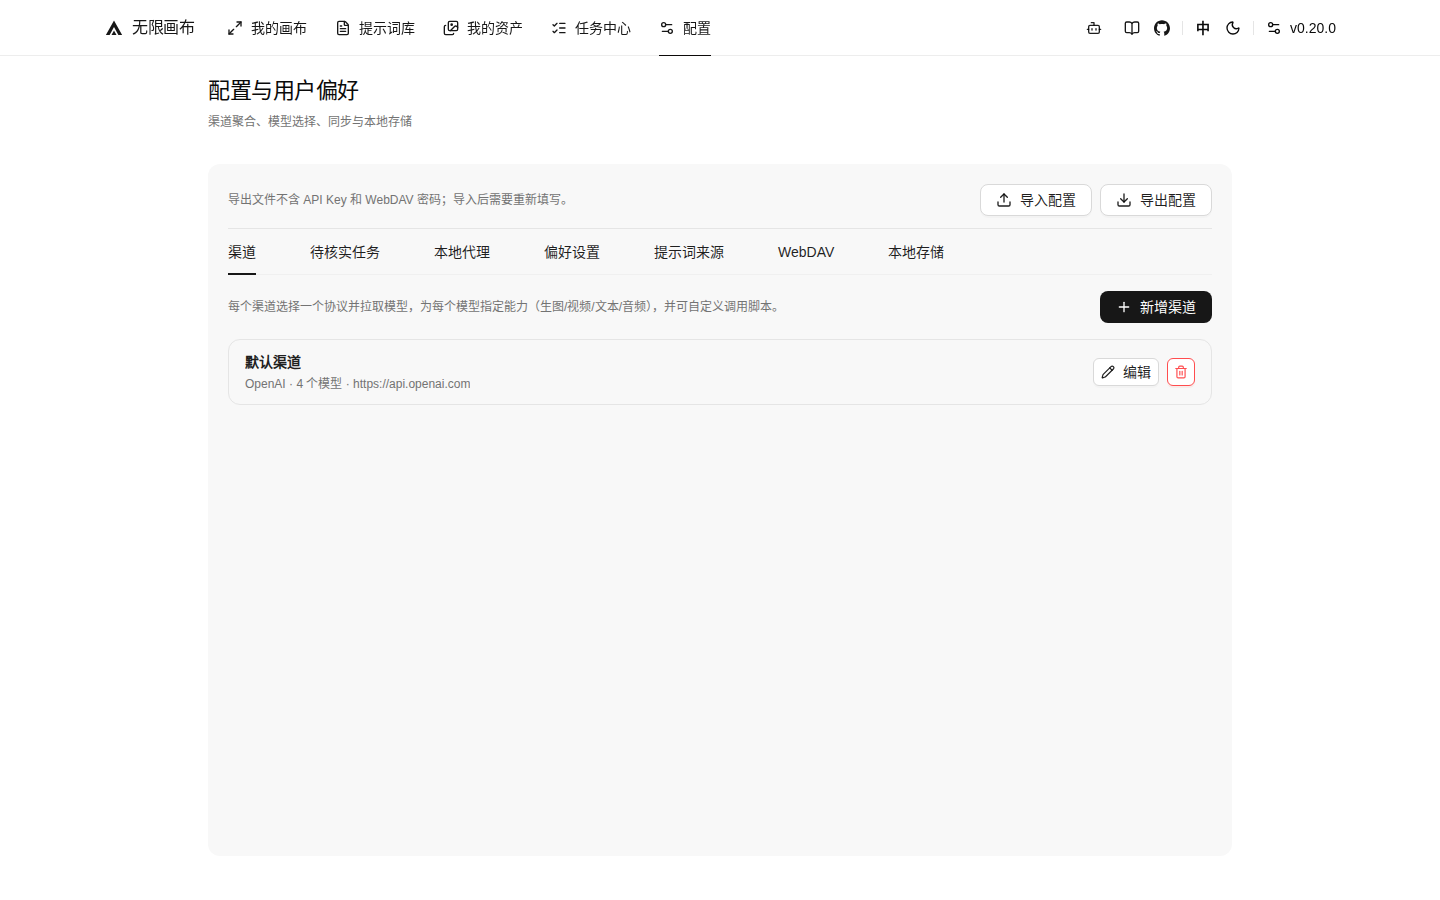 无限画布 我的画布 提示词库 我的资产 任务中心 配置 中 v0.20.0
配置与用户偏好
渠道聚合、模型选择、同步与本地存储
导出文件不含 API Key 和 WebDAV 密码；导入后需要重新填写。 导入配置 导出配置
渠道 待核实任务 本地代理 偏好设置 提示词来源 WebDAV 本地存储
每个渠道选择一个协议并拉取模型，为每个模型指定能力（生图/视频/文本/音频），并可自定义调用脚本。 新增渠道
默认渠道
OpenAI · 4 个模型 · https://api.openai.com 编辑